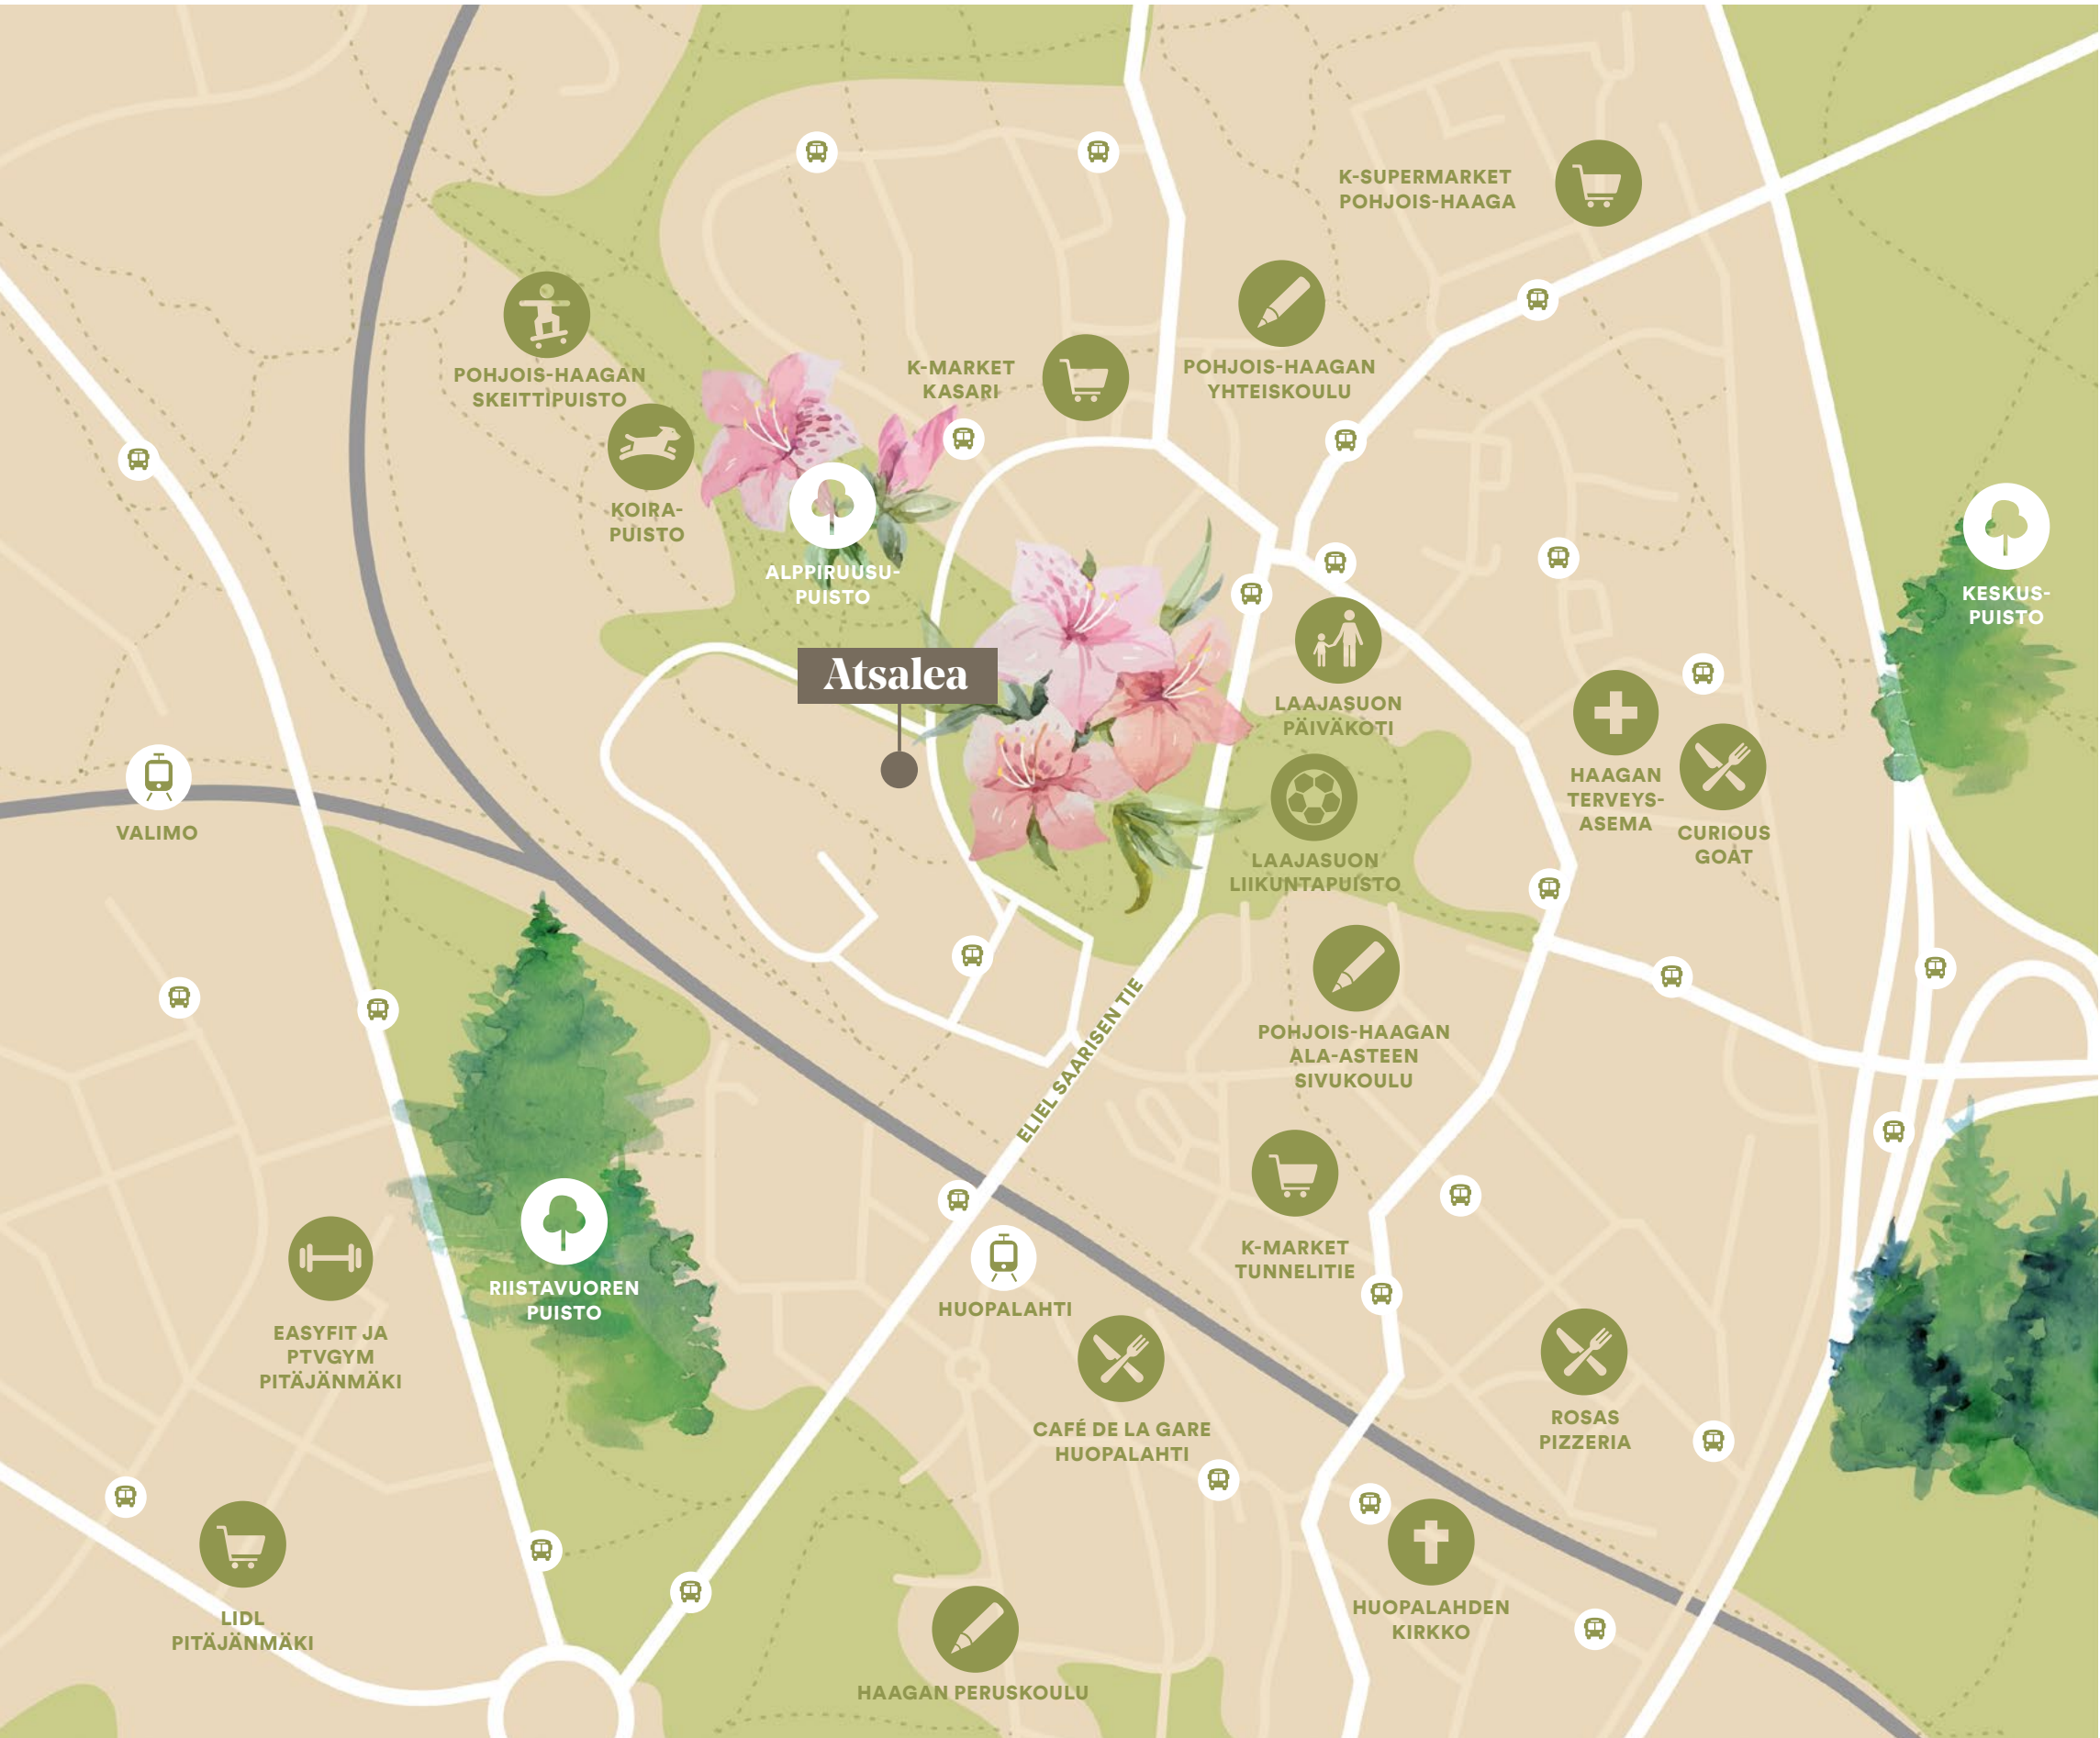 K-SUPERMARKET
POHJOIS-HAAGA
POHJOIS-HAAGAN
SKEITTIPUISTO
K-MARKET
KASARI
POHJOIS-HAAGAN
YHTEISKOULU
KOIRA-
PUISTO
ALPPIRUUSU-
PUISTO
KESKUS-
PUISTO
Atsalea
LAAJASUON
PÄIVÄKOTI
HAAGAN
TERVEYS-
ASEMA
CURIOUS
GOAT
VALIMO
LAAJASUON
LIIKUNTAPUISTO
POHJOIS-HAAGAN
ALA-ASTEEN
SIVUKOULU
ELIEL SAARISEN TIE
K-MARKET
TUNNELITIE
RIISTAVUOREN
PUISTO
HUOPALAHTI
EASYFIT JA
PTVGYM
PITÄJÄNMÄKI
CAFÉ DE LA GARE
HUOPALAHTI
ROSAS
PIZZERIA
LIDL
PITÄJÄNMÄKI
HUOPALAHDEN
KIRKKO
HAAGAN PERUSKOULU